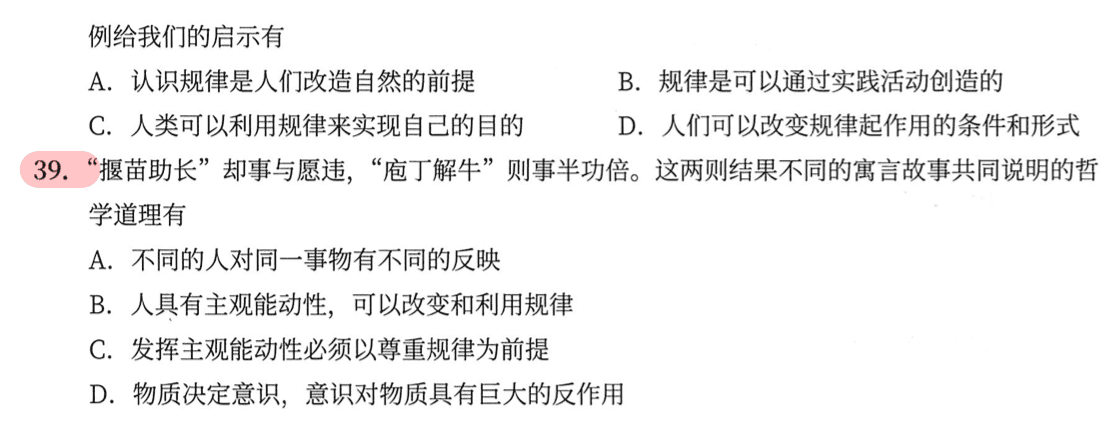 例给我们的启示有
A. 认识规律是人们改造自然的前提 B. 规律是可以通过实践活动创造的
C. 人类可以利用规律来实现自己的目的 D. 人们可以改变规律起作用的条件和形式
39. “揠苗助长”却事与愿违，“庖丁解牛”则事半功倍。这两则结果不同的寓言故事共同说明的哲
学道理有
A. 不同的人对同一事物有不同的反映
B. 人具有主观能动性，可以改变和利用规律
C. 发挥主观能动性必须以尊重规律为前提
D. 物质决定意识，意识对物质具有巨大的反作用